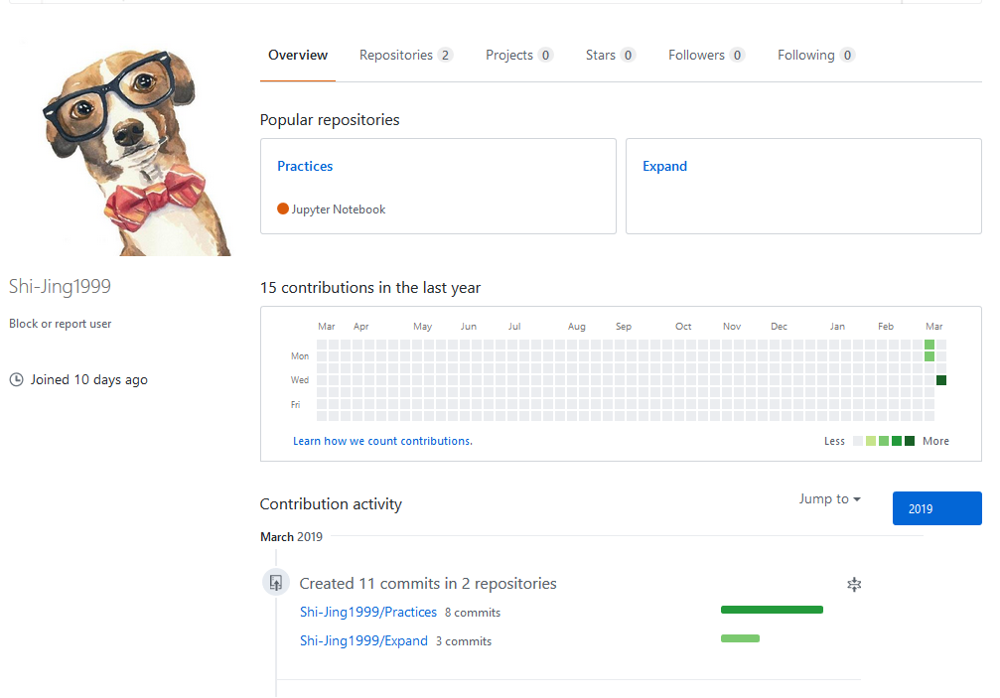 Overview Repositories 2 Projects 0 Stars 0 Followers 0 Following 0
Popular repositories
Practices
Jupyter Notebook
Expand
Shi-Jing1999
Block or report user
Joined 10 days ago
15 contributions in the last year
Mar Apr May Jun Jul Aug Sep Oct Nov Dec Jan Feb Mar
Mon
Wed
Fri
Learn how we count contributions. Less More
Contribution activity Jump to 2019
March 2019
Created 11 commits in 2 repositories
Shi-Jing1999/Practices 8 commits
Shi-Jing1999/Expand 3 commits